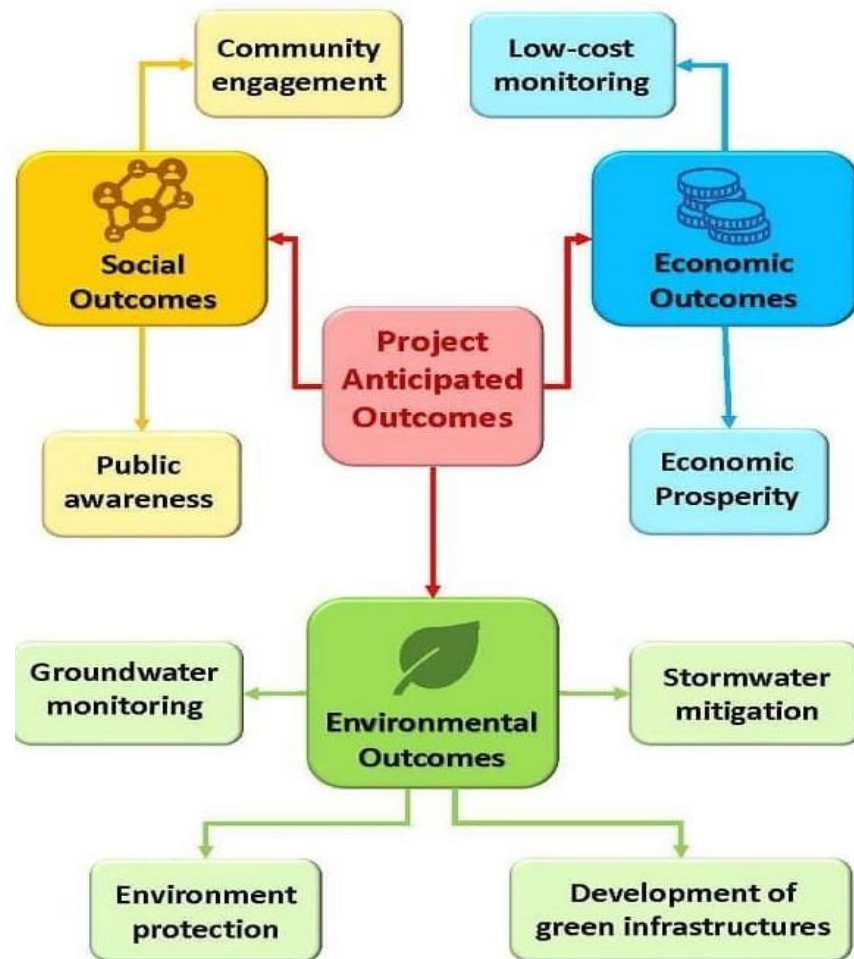 Community
engagement
Low-cost
monitoring
Social
Outcomes
Economic
Outcomes
Project
Anticipated
Outcomes
Public
awareness
Economic
Prosperity
Groundwater
monitoring
Environmental
Outcomes
Stormwater
mitigation
Environment
protection
Development of
green infrastructures